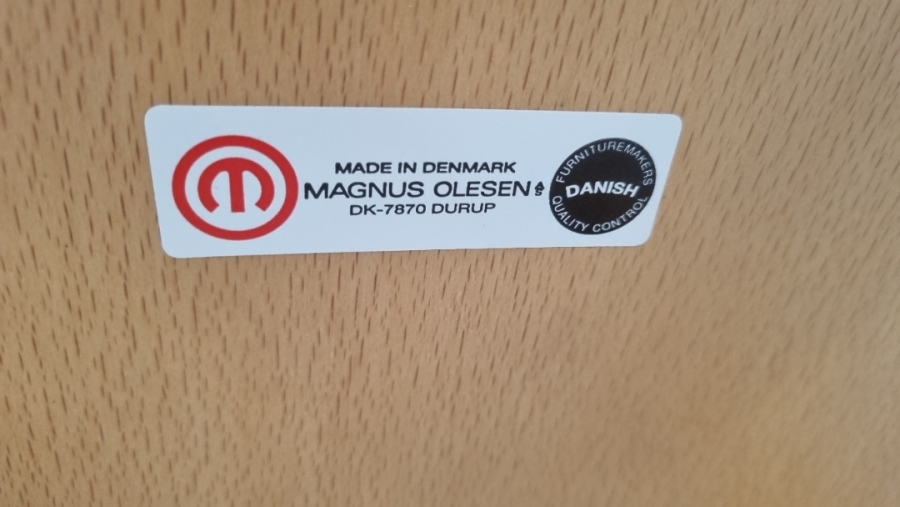 MADE IN DENMARK
MAGNUS OLESEN A/S
DK-7870 DURUP
FURNITUREMAKERS
DANISH
QUALITY CONTROL